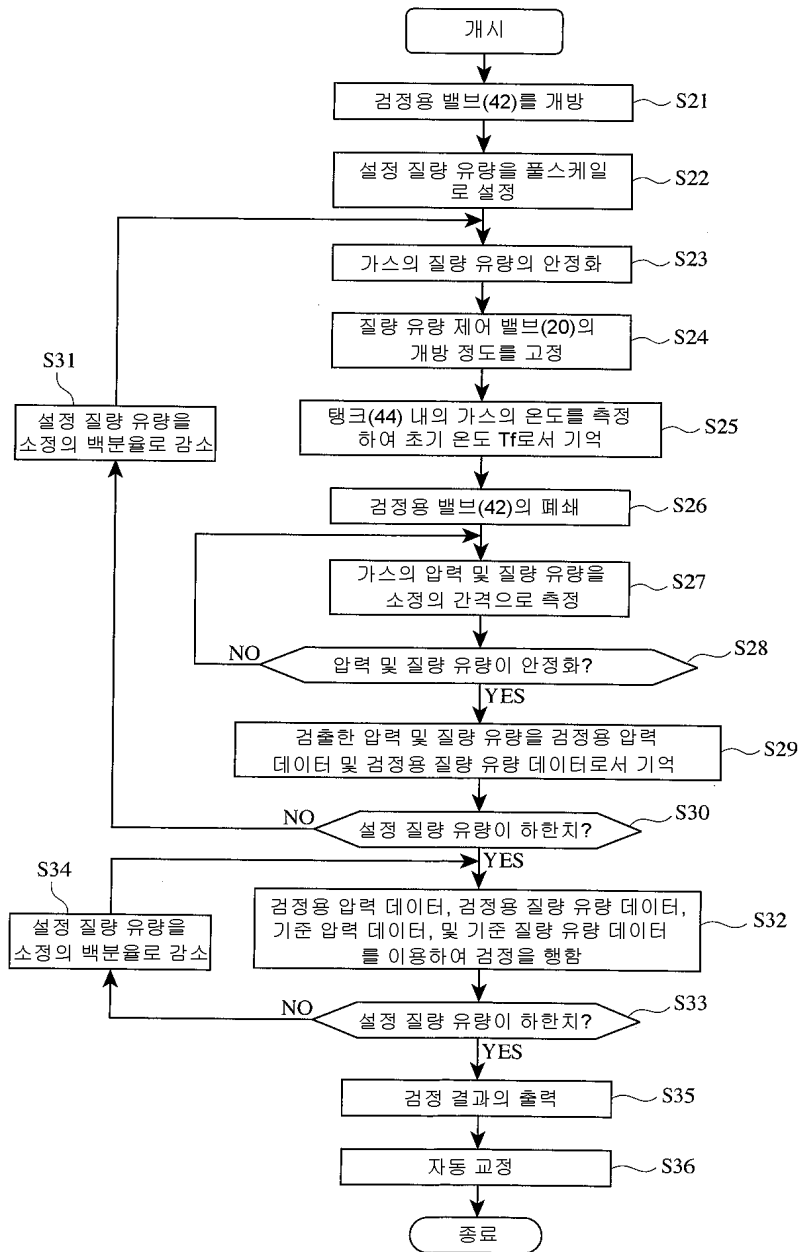 개시
검정용 밸브(42)를 개방
S21
설정 질량 유량을 풀스케일
로 설정
S22
가스의 질량 유량의 안정화
S23
질량 유량 제어 밸브(20)의
개방 정도를 고정
S24
S31
설정 질량 유량을
소정의 백분율로 감소
탱크(44) 내의 가스의 온도를 측정
하여 초기 온도 Tf로서 기억
S25
검정용 밸브(42)의 폐쇄
S26
가스의 압력 및 질량 유량을
소정의 간격으로 측정
S27
NO
압력 및 질량 유량이 안정화?
S28
YES
검출한 압력 및 질량 유량을 검정용 압력
데이터 및 검정용 질량 유량 데이터로서 기억
S29
NO
설정 질량 유량이 하한치?
S30
YES
S34
설정 질량 유량을
소정의 백분율로 감소
검정용 압력 데이터, 검정용 질량 유량 데이터,
기준 압력 데이터, 및 기준 질량 유량 데이터
를 이용하여 검정을 행함
S32
NO
설정 질량 유량이 하한치?
S33
YES
검정 결과의 출력
S35
자동 교정
S36
종료